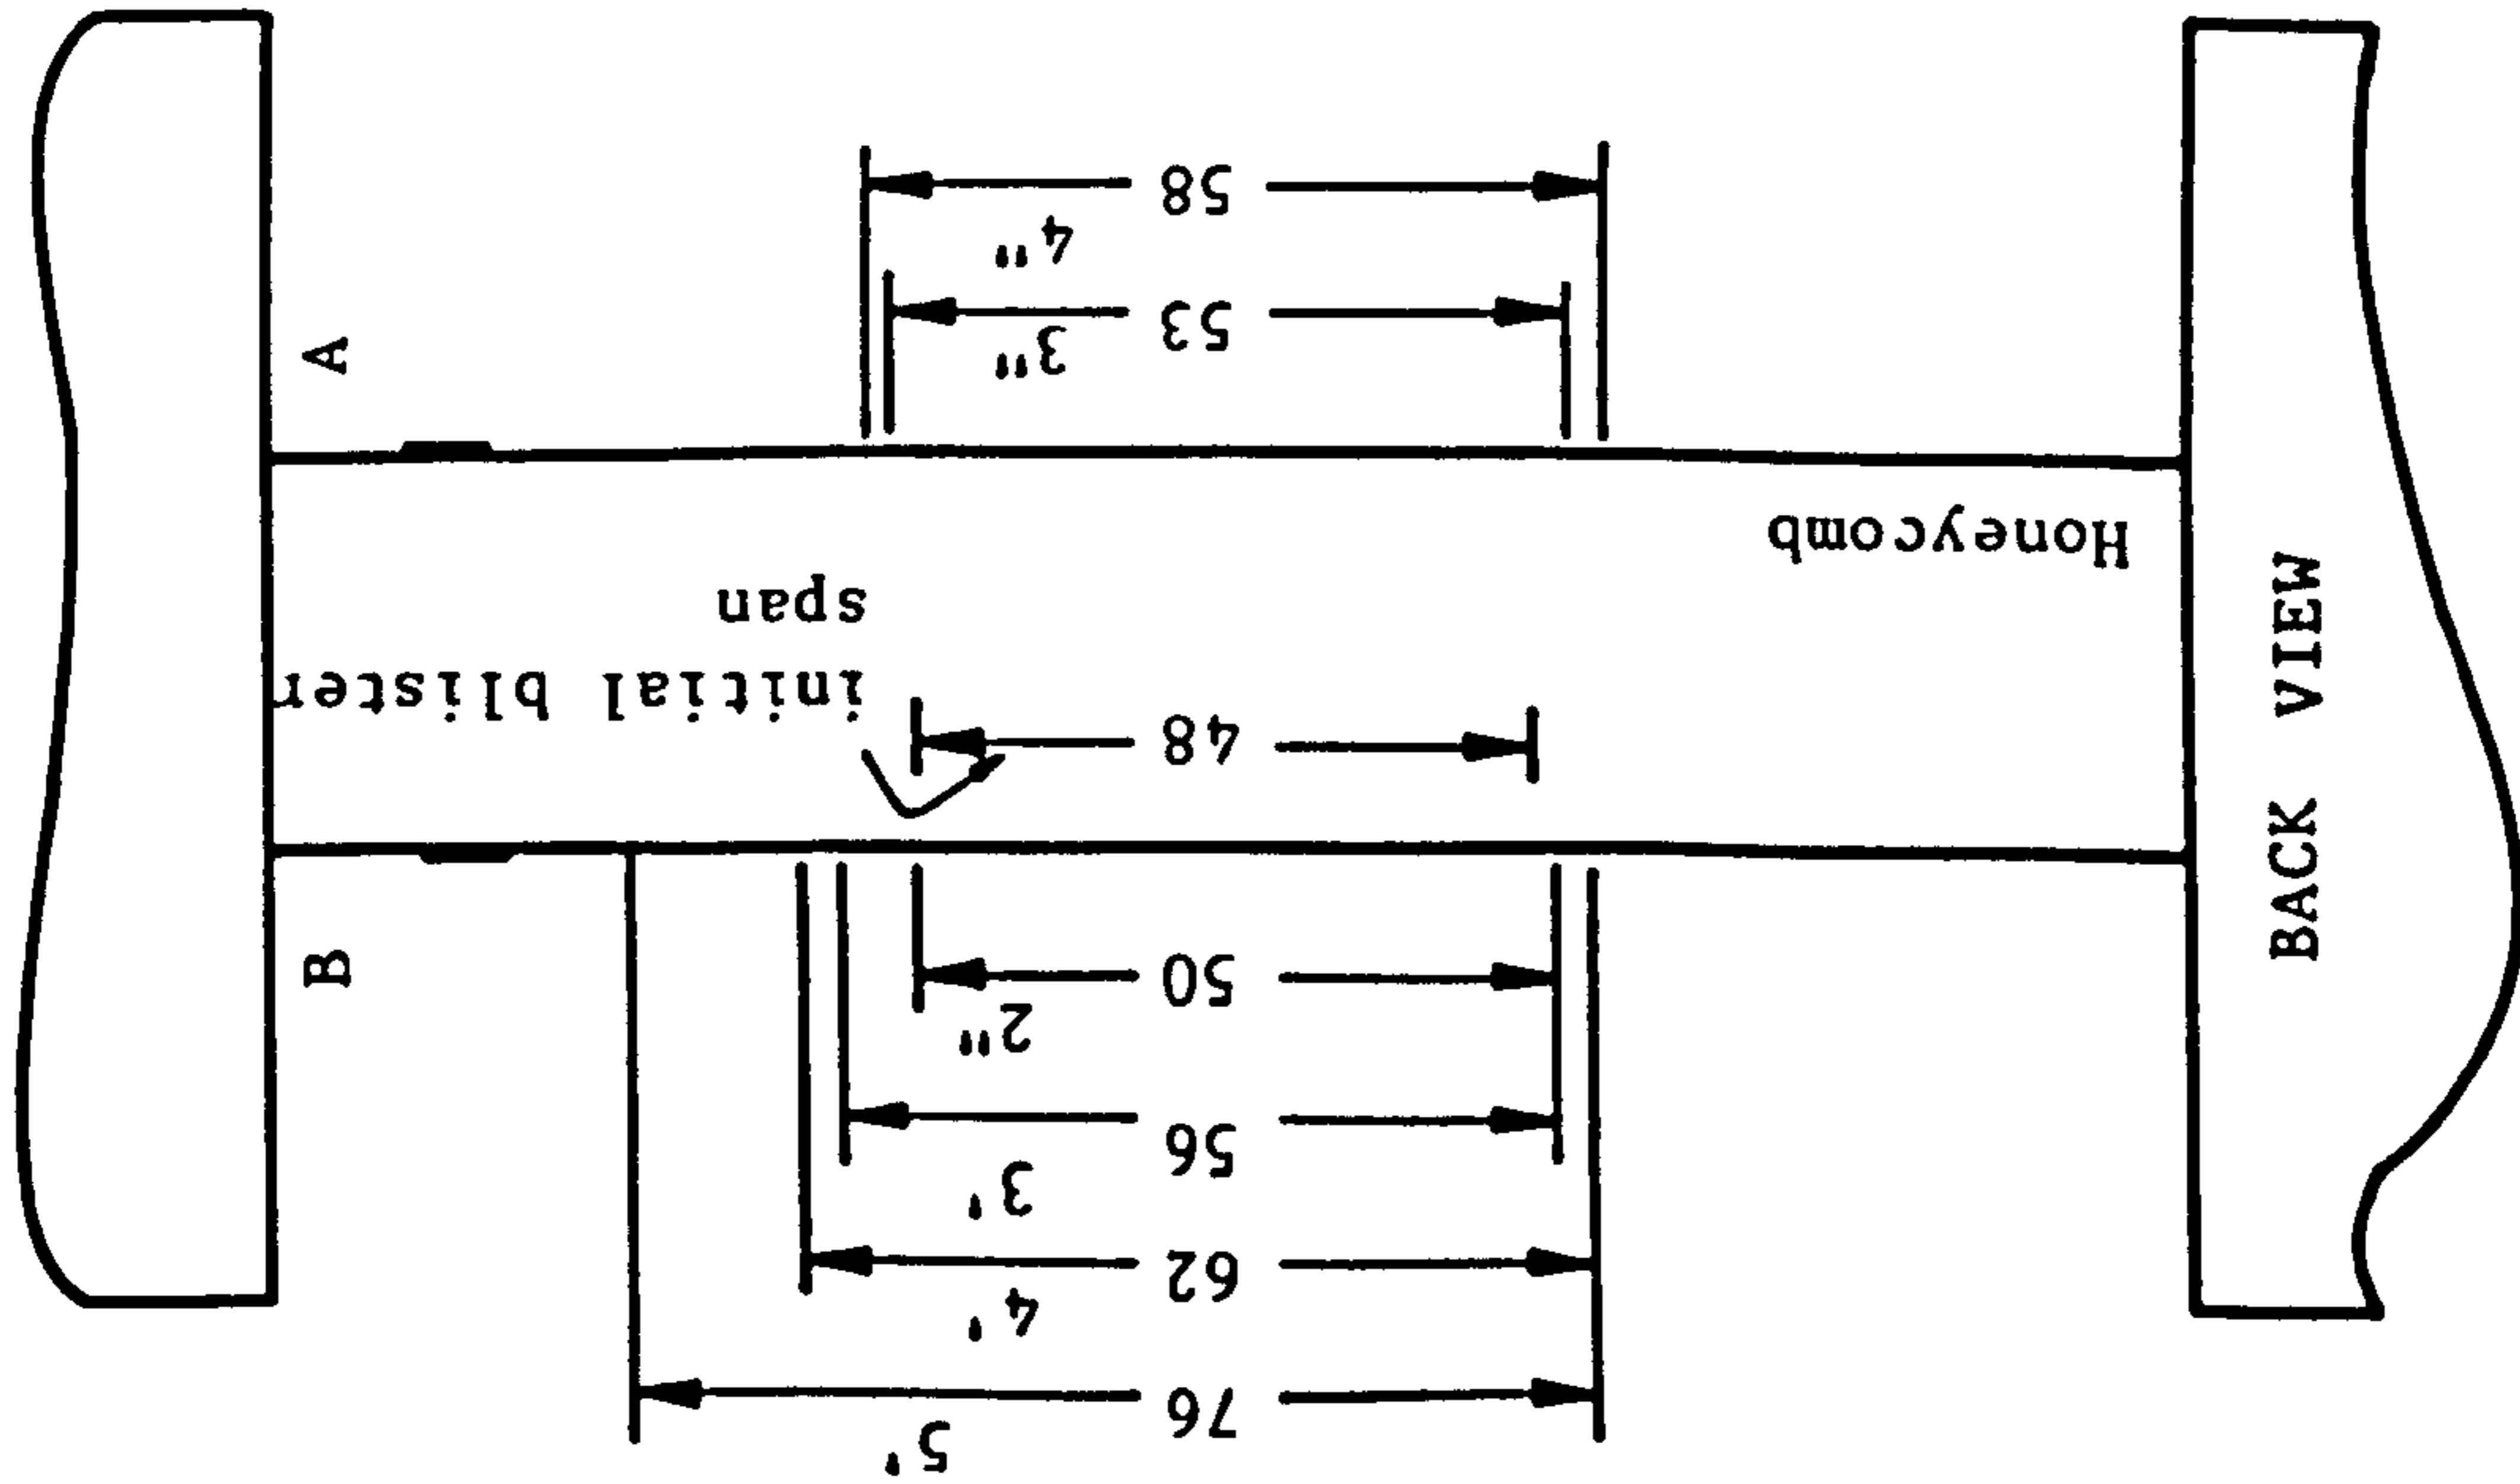 5'
76
4'
62
3'
56
2"
50
B
48
initial blister
span
Honeycomb
BACK VIEW
3"
53
A
4"
58